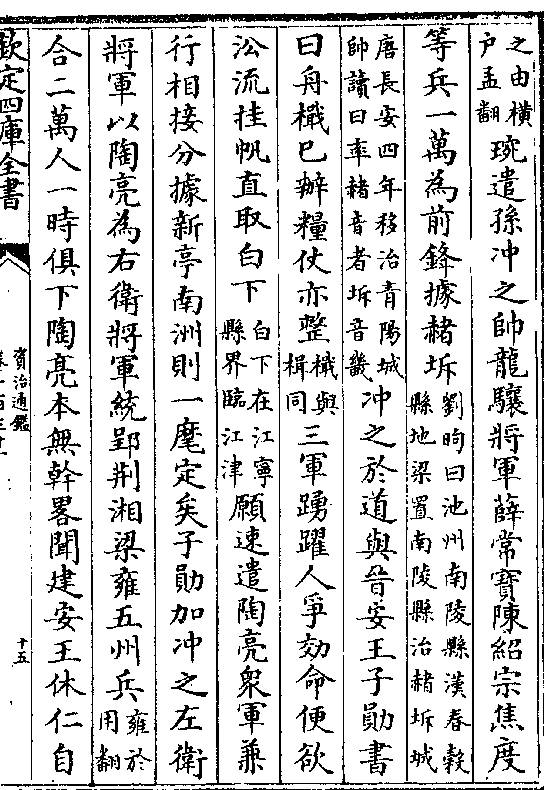 之由横
户孟翻
琬遣孫冲之帥龍驤將軍薛常寶陳紹宗焦度
等兵一萬為前鋒據赭圻
劉昫曰池州南陵縣漢春榖
縣地梁置南陵縣治赭圻城
唐長安四年移治青陽城
帥讀曰率赭音者圻音畿
冲之於道與晉安王子勛書
曰舟檝已辦糧仗亦整
檝與
楫同
三軍踴躍人爭効命便欲
㳂流挂帆直取白下
白下在江寧
縣界臨江津
願速遣陶亮衆軍兼
行相接分據新亭南洲則一麾定矣子勛加冲之左衛
將軍以陶亮為右衛將軍統郢荆湘梁雍五州兵
雍於
用翻
合二萬人一時俱下陶亮本無幹畧聞建安王休仁自
欽定四庫全書
資治通鑑
卷一百三十一
十五